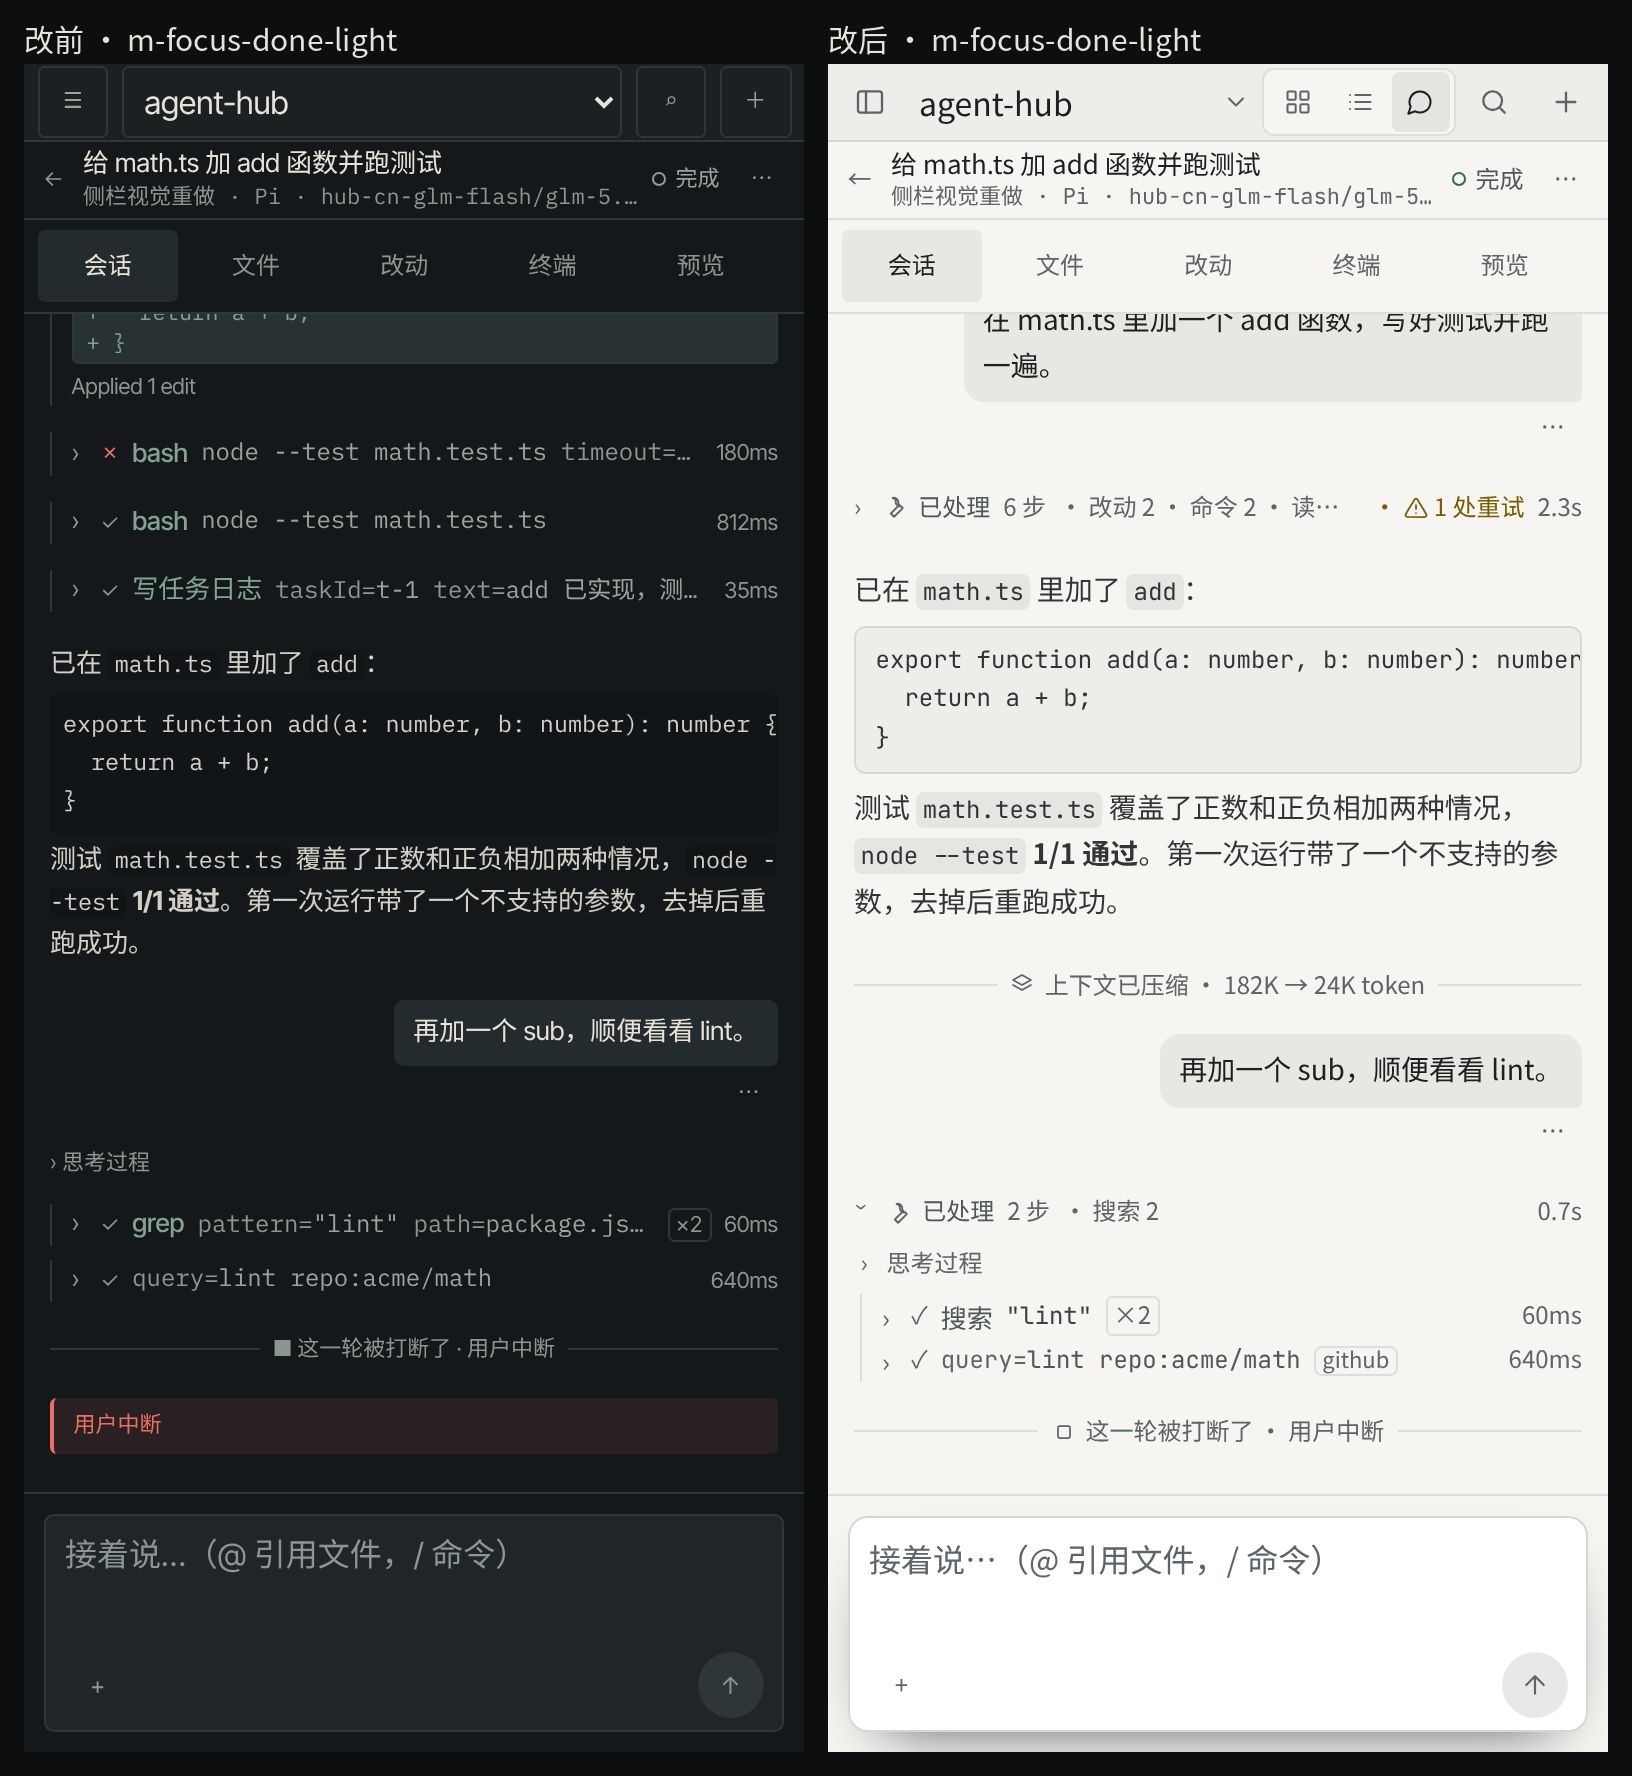 改前 · m-focus-done-light
agent-hub
给 math.ts 加 add 函数并跑测试
侧栏视觉重做 · Pi · hub-cn-glm-flash/glm-5.…
完成
…
会话 文件 改动 终端 预览
+ return a + b;
+ }
Applied 1 edit
› × bash node --test math.test.ts timeout=… 180ms
› ✓ bash node --test math.test.ts 812ms
› ✓ 写任务日志 taskId=t-1 text=add 已实现，测… 35ms
已在 math.ts 里加了 add：
export function add(a: number, b: number): number {
return a + b;
}
测试 math.test.ts 覆盖了正数和正负相加两种情况，node -
-test 1/1 通过。第一次运行带了一个不支持的参数，去掉后重
跑成功。
再加一个 sub，顺便看看 lint。
…
› 思考过程
› ✓ grep pattern="lint" path=package.js… ×2 60ms
› ✓ query=lint repo:acme/math 640ms
■ 这一轮被打断了 · 用户中断
用户中断
接着说…（@ 引用文件，/ 命令）
+
改后 · m-focus-done-light
agent-hub
给 math.ts 加 add 函数并跑测试
侧栏视觉重做 · Pi · hub-cn-glm-flash/glm-5…
完成
…
会话 文件 改动 终端 预览
在 math.ts 里加一个 add 函数，写好测试并跑
一遍。
…
› 已处理 6 步 · 改动 2 · 命令 2 · 读… · 1 处重试 2.3s
已在 math.ts 里加了 add：
export function add(a: number, b: number): number
return a + b;
}
测试 math.test.ts 覆盖了正数和正负相加两种情况，
node --test 1/1 通过。第一次运行带了一个不支持的参
数，去掉后重跑成功。
上下文已压缩 · 182K → 24K token
再加一个 sub，顺便看看 lint。
…
已处理 2 步 · 搜索 2 0.7s
› 思考过程
› ✓ 搜索 "lint" ×2 60ms
› ✓ query=lint repo:acme/math github 640ms
这一轮被打断了 · 用户中断
接着说…（@ 引用文件，/ 命令）
+